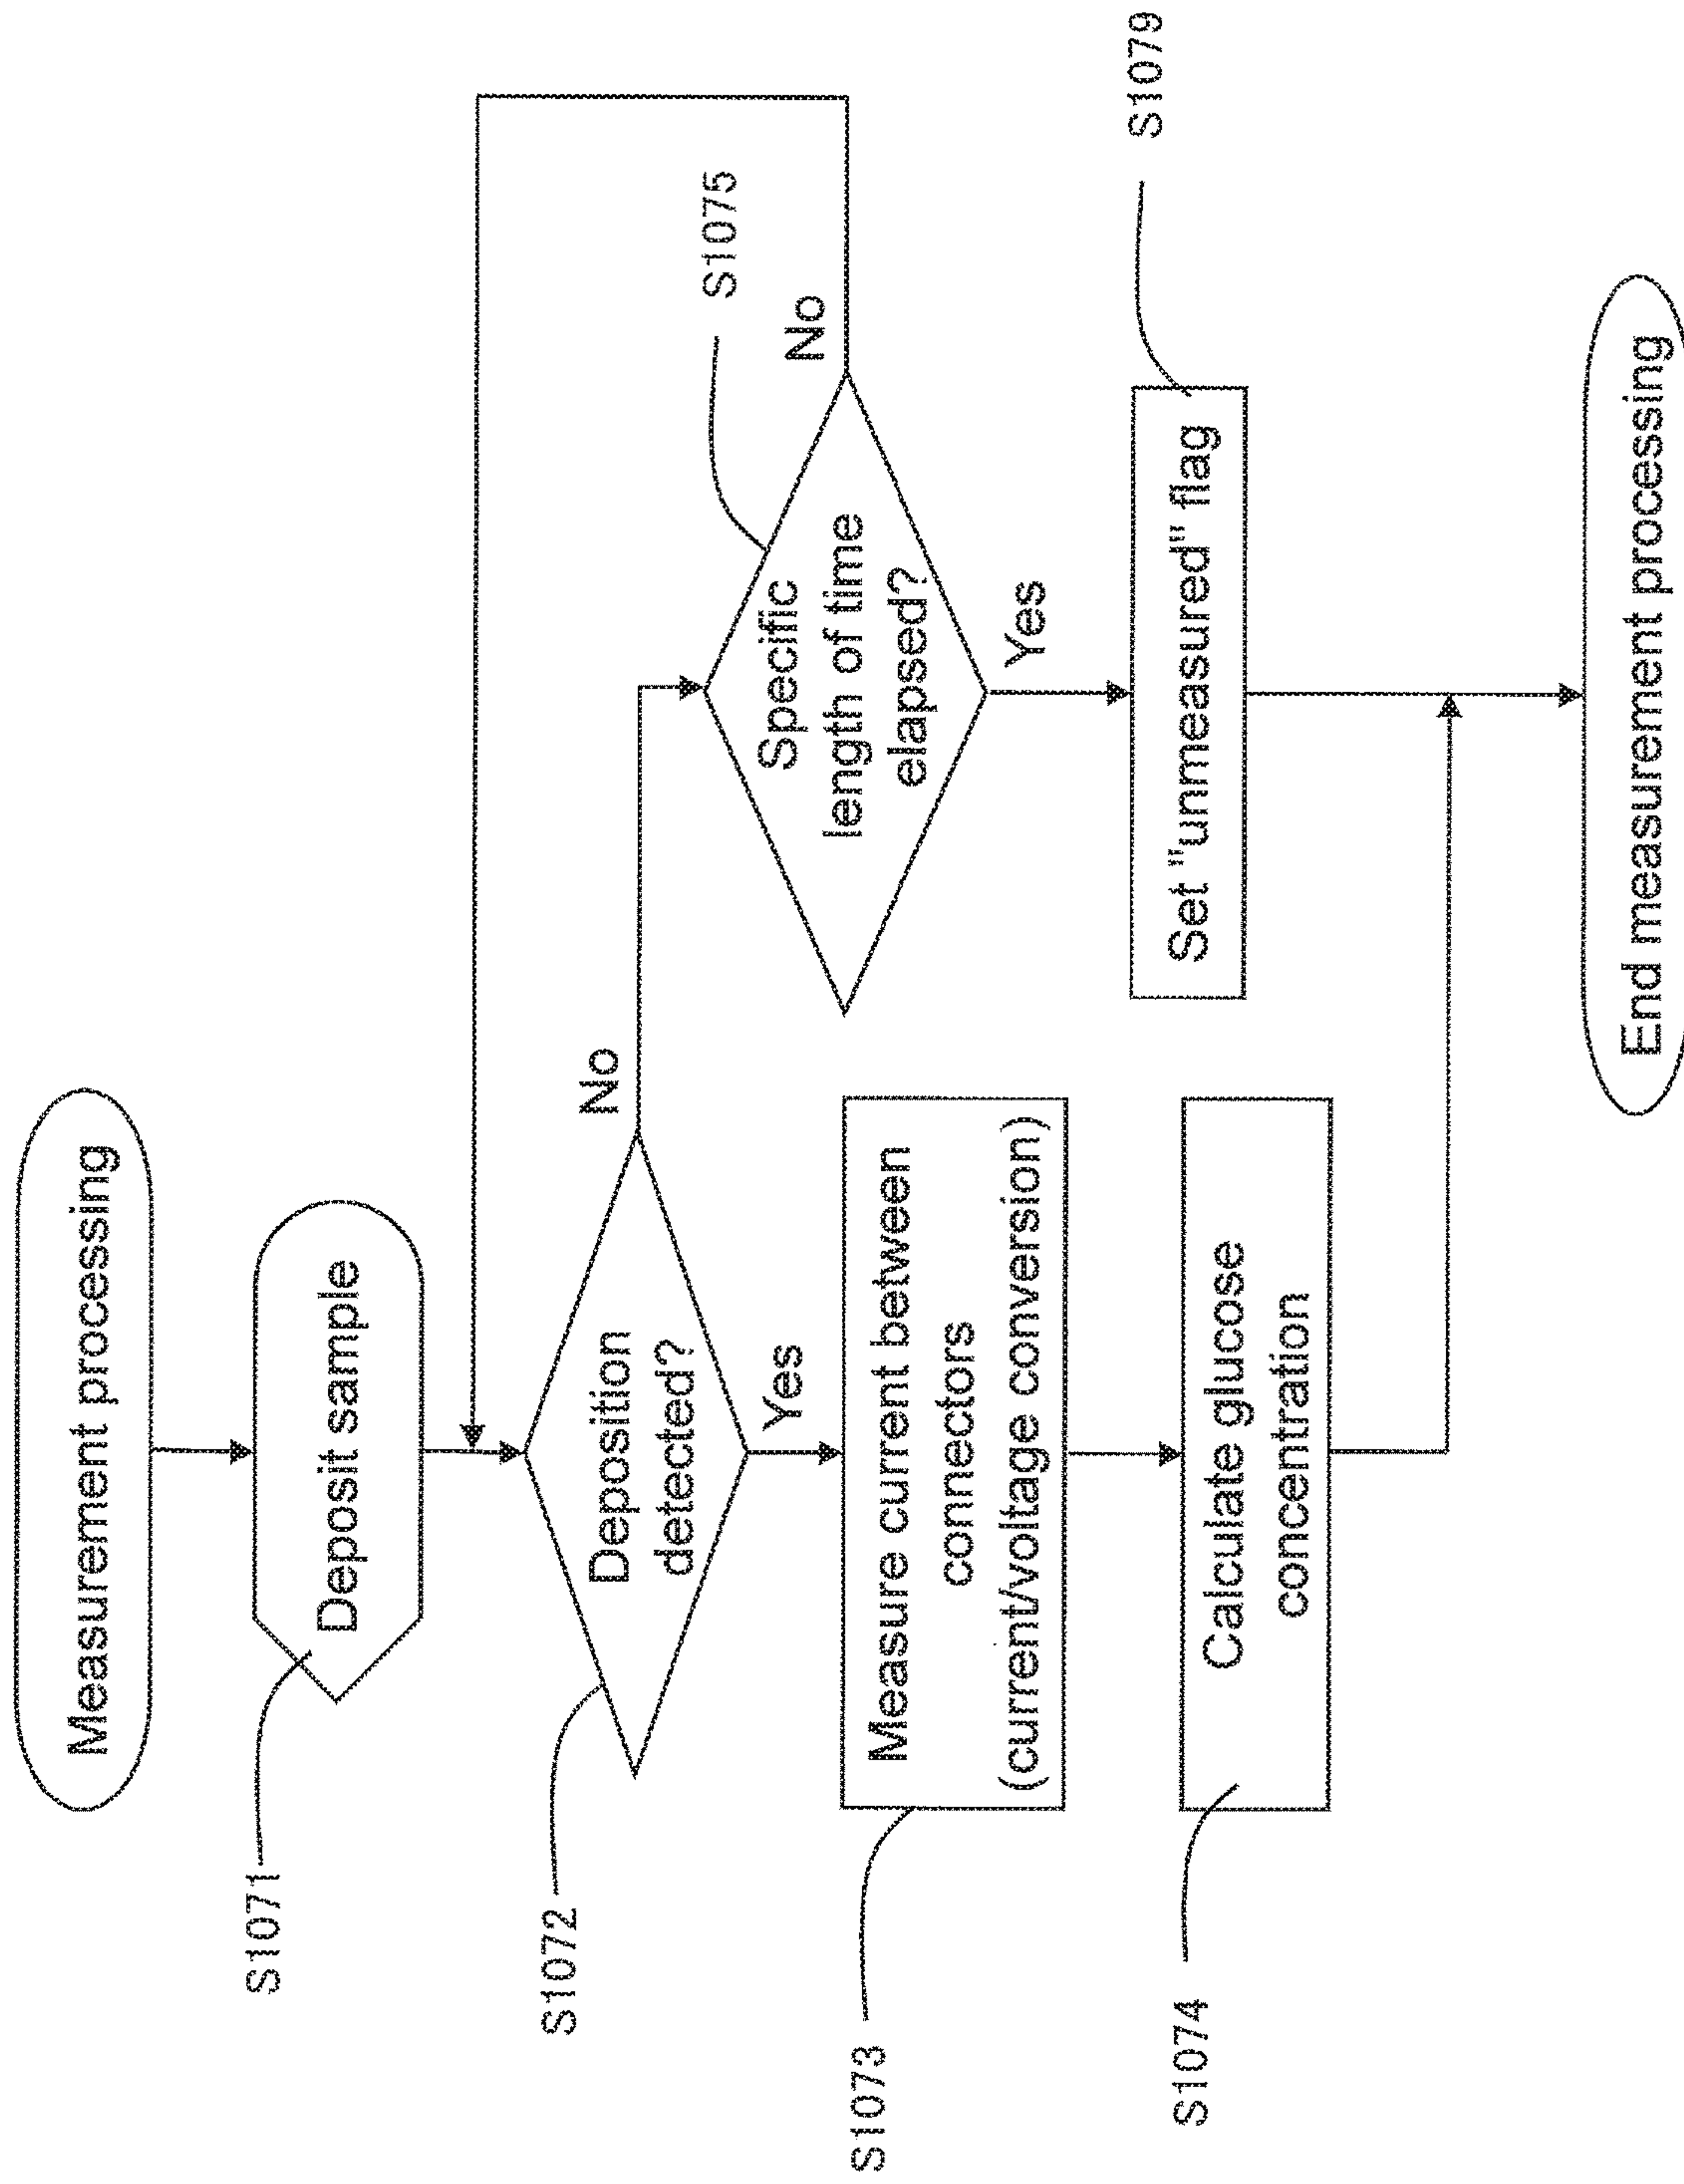 Measurement processing
S1071
Deposit sample
S1072
Deposition
detected?
No
Yes
S1075
Specific
length of time
elapsed?
No
Yes
S1073
Measure current between
connectors
(current/voltage conversion)
S1079
Set "unmeasured" flag
S1074
Calculate glucose
concentration
End measurement processing